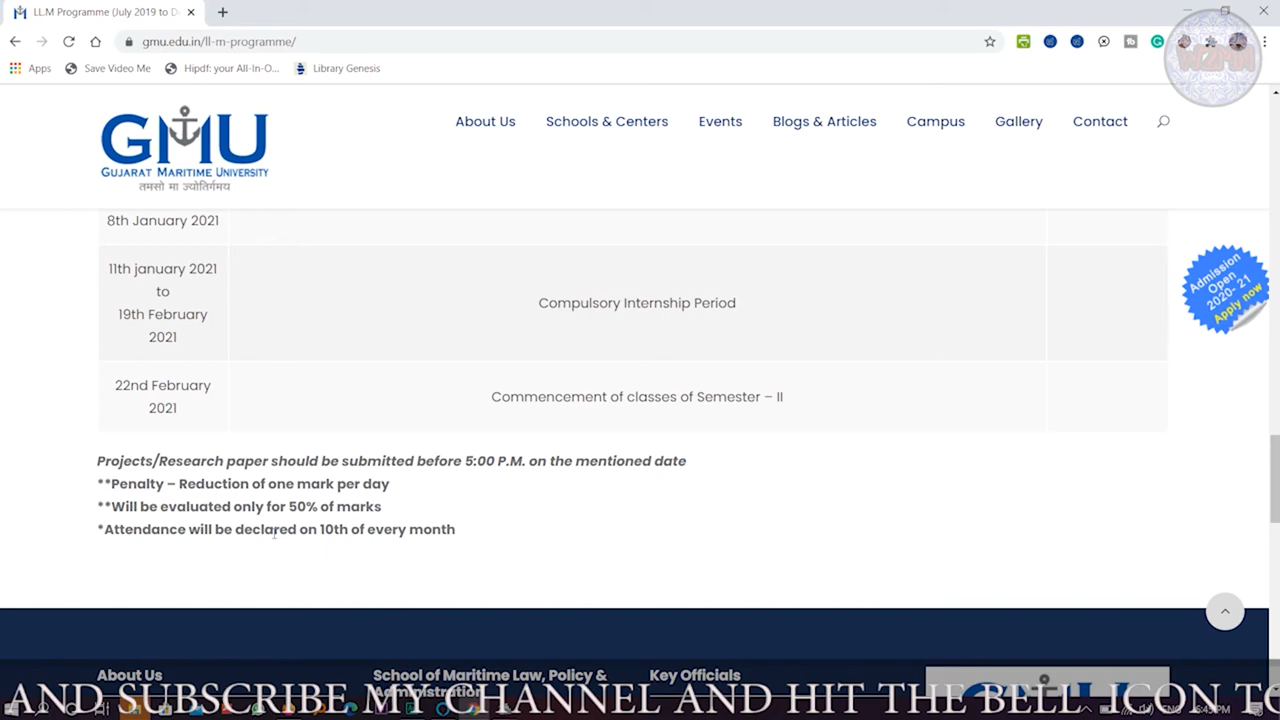 LL.M Programme (July 2019 to D
gmu.edu.in/ll-m-programme/
Apps
Save Video Me
Hipdf: your All-In-O...
Library Genesis
WZMIN
GMU
GUJARAT MARITIME UNIVERSITY
तमसो मा ज्योतिर्गमय
About Us
Schools & Centers
Events
Blogs & Articles
Campus
Gallery
Contact
8th January 2021
11th january 2021
to
19th February
2021
Compulsory Internship Period
Admission
Open
2020- 21
Apply now
22nd February
2021
Commencement of classes of Semester – II
Projects/Research paper should be submitted before 5:00 P.M. on the mentioned date
**Penalty – Reduction of one mark per day
**Will be evaluated only for 50% of marks
*Attendance will be declared on 10th of every month
About Us
School of Maritime Law, Policy &
Administration
Key Officials
AND SUBSCRIBE MY CHANNEL AND HIT THE BELL ICON TO
ENG
6:45 PM